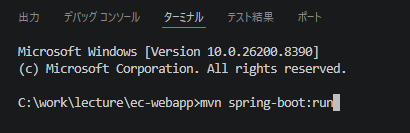 出力 デバッグ コンソール ターミナル テスト結果 ポート
Microsoft Windows [Version 10.0.26200.8390]
(c) Microsoft Corporation. All rights reserved.
C:\work\lecture\ec-webapp>mvn spring-boot:run